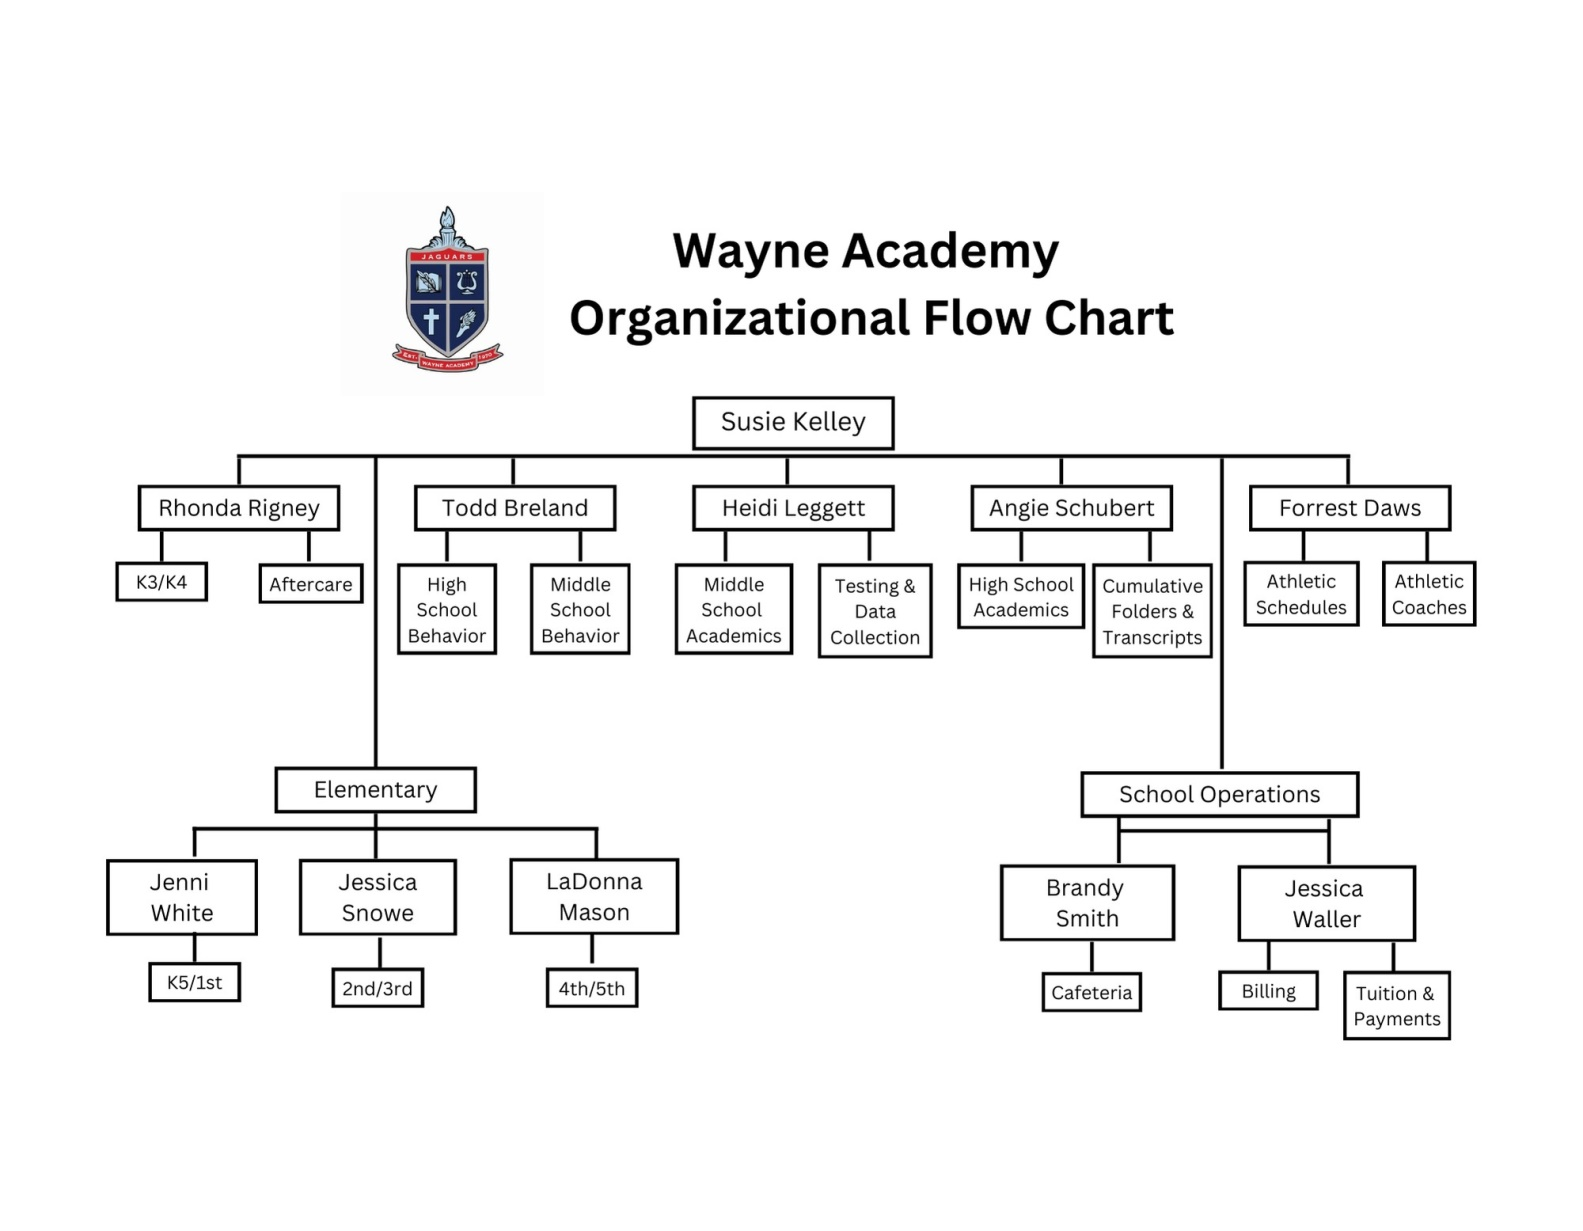 JAGUARS
EST. 1970
WAYNE ACADEMY
Wayne Academy
Organizational Flow Chart
Susie Kelley
Rhonda Rigney
Todd Breland
Heidi Leggett
Angie Schubert
Forrest Daws
K3/K4
Aftercare
High
School
Behavior
Middle
School
Behavior
Middle
School
Academics
Testing &
Data
Collection
High School
Academics
Cumulative
Folders &
Transcripts
Athletic
Schedules
Athletic
Coaches
Elementary
School Operations
Jenni
White
Jessica
Snowe
LaDonna
Mason
Brandy
Smith
Jessica
Waller
K5/1st
2nd/3rd
4th/5th
Cafeteria
Billing
Tuition &
Payments